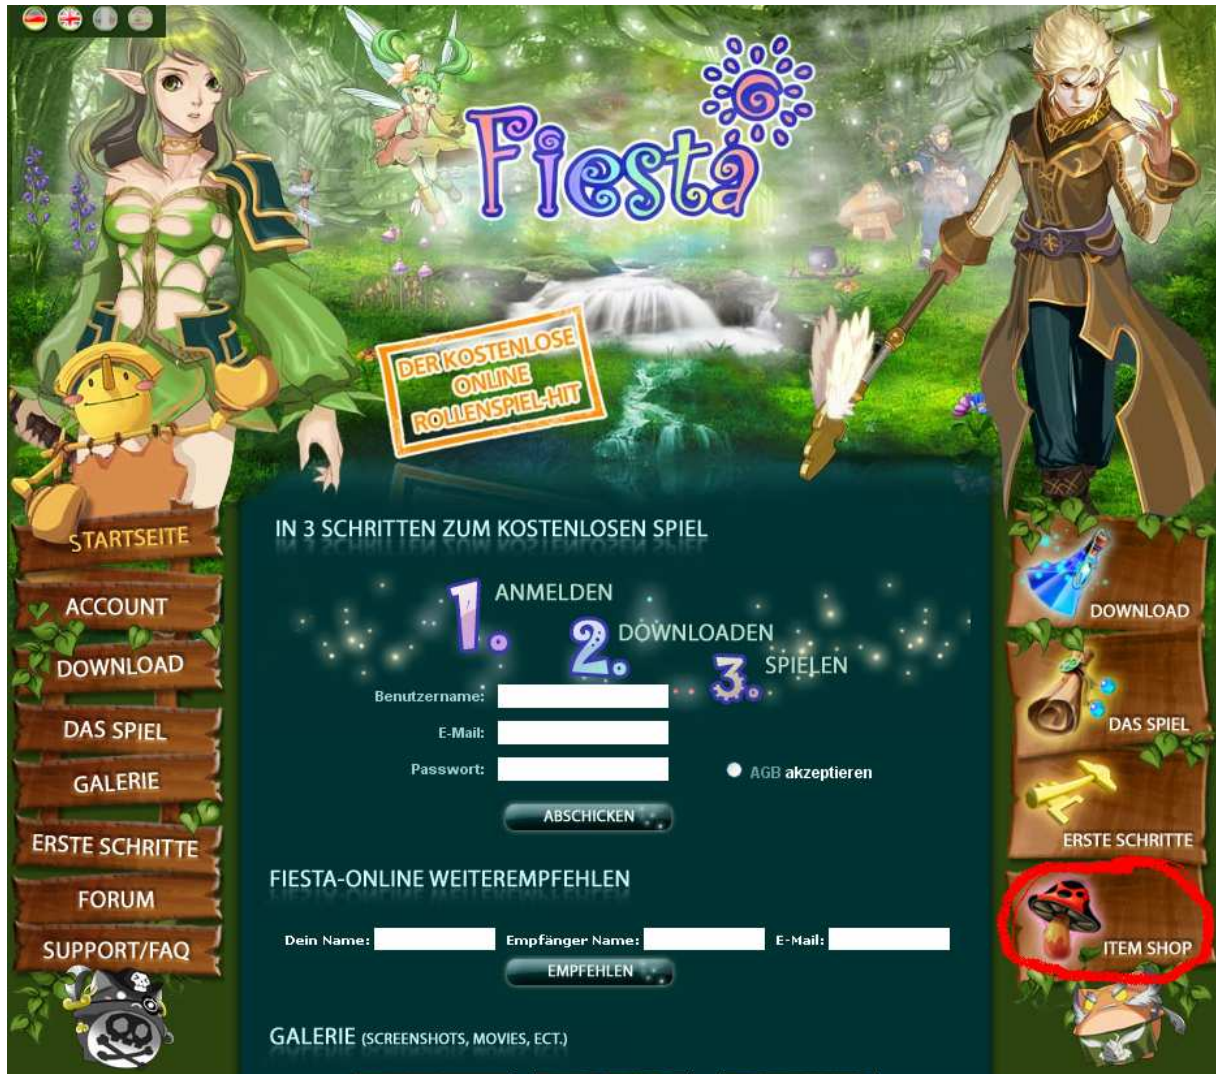 Fiesta
DER KOSTENLOSE
ONLINE
ROLLENSPIEL-HIT
STARTSEITE
ACCOUNT
DOWNLOAD
DAS SPIEL
GALERIE
ERSTE SCHRITTE
FORUM
SUPPORT/FAQ
IN 3 SCHRITTEN ZUM KOSTENLOSEN SPIEL
1. ANMELDEN
2. DOWNLOADEN
3. SPIELEN
Benutzername:
E-Mail:
Passwort:
AGB akzeptieren
ABSCHICKEN
FIESTA-ONLINE WEITEREMPFEHLEN
Dein Name: Empfänger Name: E-Mail:
EMPFEHLEN
GALERIE (SCREENSHOTS, MOVIES, ECT.)
DOWNLOAD
DAS SPIEL
ERSTE SCHRITTE
ITEM SHOP